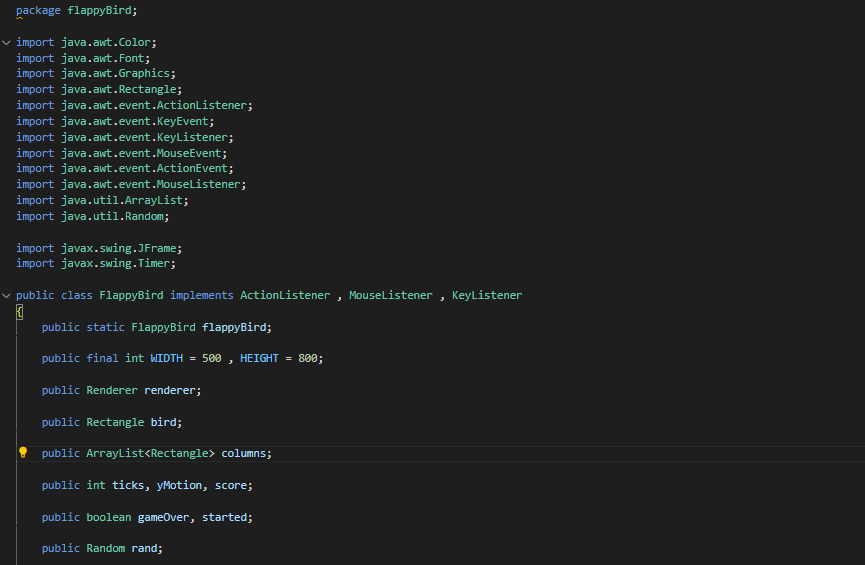 package flappyBird;
import java.awt.Color;
import java.awt.Font;
import java.awt.Graphics;
import java.awt.Rectangle;
import java.awt.event.ActionListener;
import java.awt.event.KeyEvent;
import java.awt.event.KeyListener;
import java.awt.event.MouseEvent;
import java.awt.event.ActionEvent;
import java.awt.event.MouseListener;
import java.util.ArrayList;
import java.util.Random;
import javax.swing.JFrame;
import javax.swing.Timer;
public class FlappyBird implements ActionListener , MouseListener , KeyListener
{
public static FlappyBird flappyBird;
public final int WIDTH = 500 , HEIGHT = 800;
public Renderer renderer;
public Rectangle bird;
public ArrayList<Rectangle> columns;
public int ticks, yMotion, score;
public boolean gameOver, started;
public Random rand;